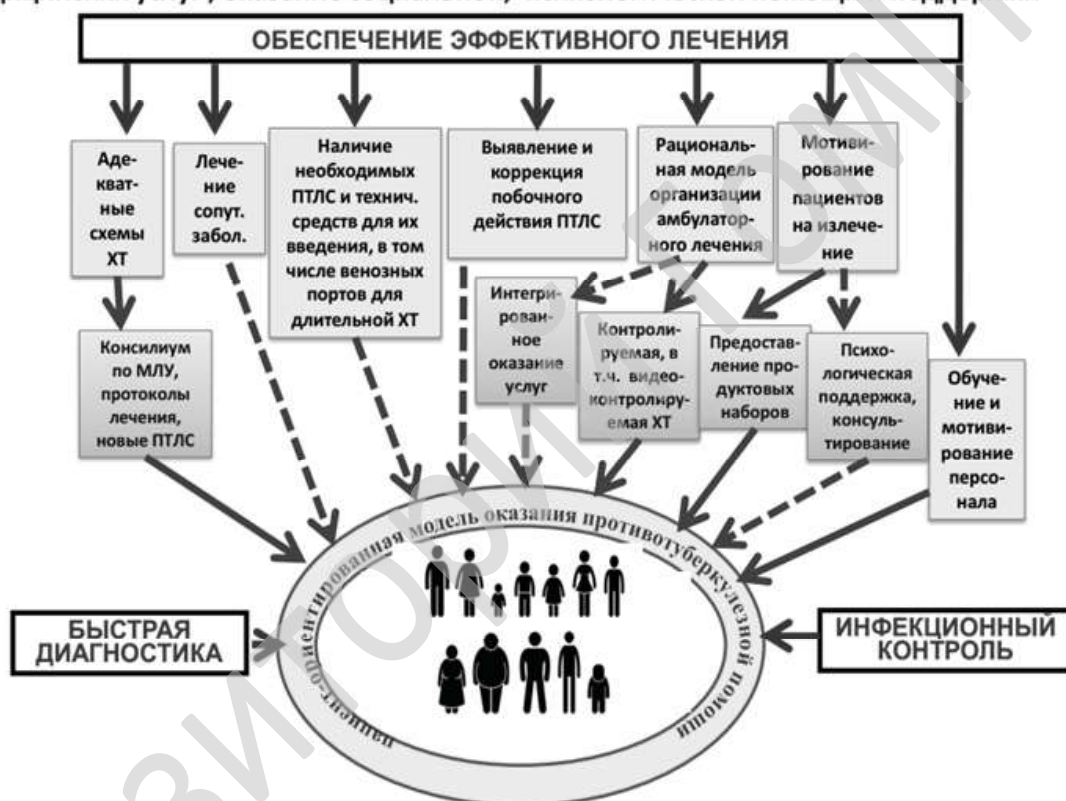 ОБЕСПЕЧЕНИЕ ЭФФЕКТИВНОГО ЛЕЧЕНИЯ
Аде-
кват-
ные
схемы
ХТ
Лече-
ние
сопут.
забол.
Наличие
необходимых
ПТЛС и технич.
средств для их
введения, в том
числе венозных
портов для
длительной ХТ
Выявление и
коррекция
побочного
действия ПТЛС
Рациональ-
ная модель
организации
амбулатор-
ного лечения
Мотиви-
рование
пациентов
на излече-
ние
Консилиум
по МЛУ,
протоколы
лечения,
новые ПТЛС
Интегри-
рован-
ное
оказание
услуг
Контроли-
руемая, в
т.ч. видео-
контролиру-
емая ХТ
Предостав-
ление про-
дуктовых
наборов
Психо-
логическая
поддержка,
консуль-
тирование
Обуче-
ние и
мотиви-
рование
персо-
нала
пациент-ориентированная модель оказания противотуберкулезной помощи
БЫСТРАЯ
ДИАГНОСТИКА
ИНФЕКЦИОННЫЙ
КОНТРОЛЬ